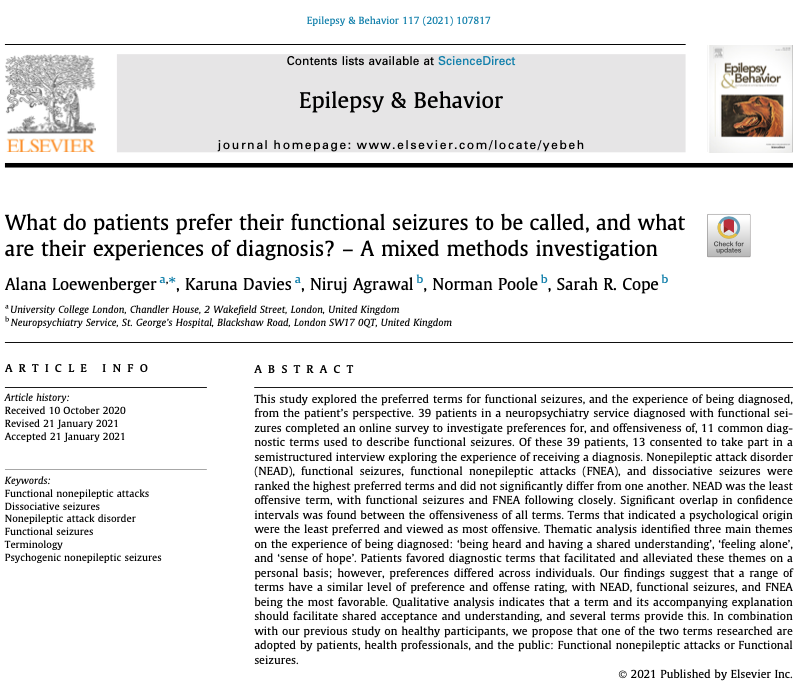 Epilepsy & Behavior 117 (2021) 107817
Contents lists available at ScienceDirect
Epilepsy & Behavior
journal homepage: www.elsevier.com/locate/yebeh
ELSEVIER
Epilepsy
& Behavior
What do patients prefer their functional seizures to be called, and what
are their experiences of diagnosis? – A mixed methods investigation
Check for
updates
Alana Loewenberger a,*, Karuna Davies a, Niruj Agrawal b, Norman Poole b, Sarah R. Cope b
a University College London, Chandler House, 2 Wakefield Street, London, United Kingdom
b Neuropsychiatry Service, St. George's Hospital, Blackshaw Road, London SW17 0QT, United Kingdom
ARTICLE INFO
Article history:
Received 10 October 2020
Revised 21 January 2021
Accepted 21 January 2021
Keywords:
Functional nonepileptic attacks
Dissociative seizures
Nonepileptic attack disorder
Functional seizures
Terminology
Psychogenic nonepileptic seizures
ABSTRACT
This study explored the preferred terms for functional seizures, and the experience of being diagnosed,
from the patient's perspective. 39 patients in a neuropsychiatry service diagnosed with functional sei-
zures completed an online survey to investigate preferences for, and offensiveness of, 11 common diag-
nostic terms used to describe functional seizures. Of these 39 patients, 13 consented to take part in a
semistructured interview exploring the experience of receiving a diagnosis. Nonepileptic attack disorder
(NEAD), functional seizures, functional nonepileptic attacks (FNEA), and dissociative seizures were
ranked the highest preferred terms and did not significantly differ from one another. NEAD was the least
offensive term, with functional seizures and FNEA following closely. Significant overlap in confidence
intervals was found between the offensiveness of all terms. Terms that indicated a psychological origin
were the least preferred and viewed as most offensive. Thematic analysis identified three main themes
on the experience of being diagnosed: 'being heard and having a shared understanding', 'feeling alone',
and 'sense of hope'. Patients favored diagnostic terms that facilitated and alleviated these themes on a
personal basis; however, preferences differed across individuals. Our findings suggest that a range of
terms have a similar level of preference and offense rating, with NEAD, functional seizures, and FNEA
being the most favorable. Qualitative analysis indicates that a term and its accompanying explanation
should facilitate shared acceptance and understanding, and several terms provide this. In combination
with our previous study on healthy participants, we propose that one of the two terms researched are
adopted by patients, health professionals, and the public: Functional nonepileptic attacks or Functional
seizures.
© 2021 Published by Elsevier Inc.